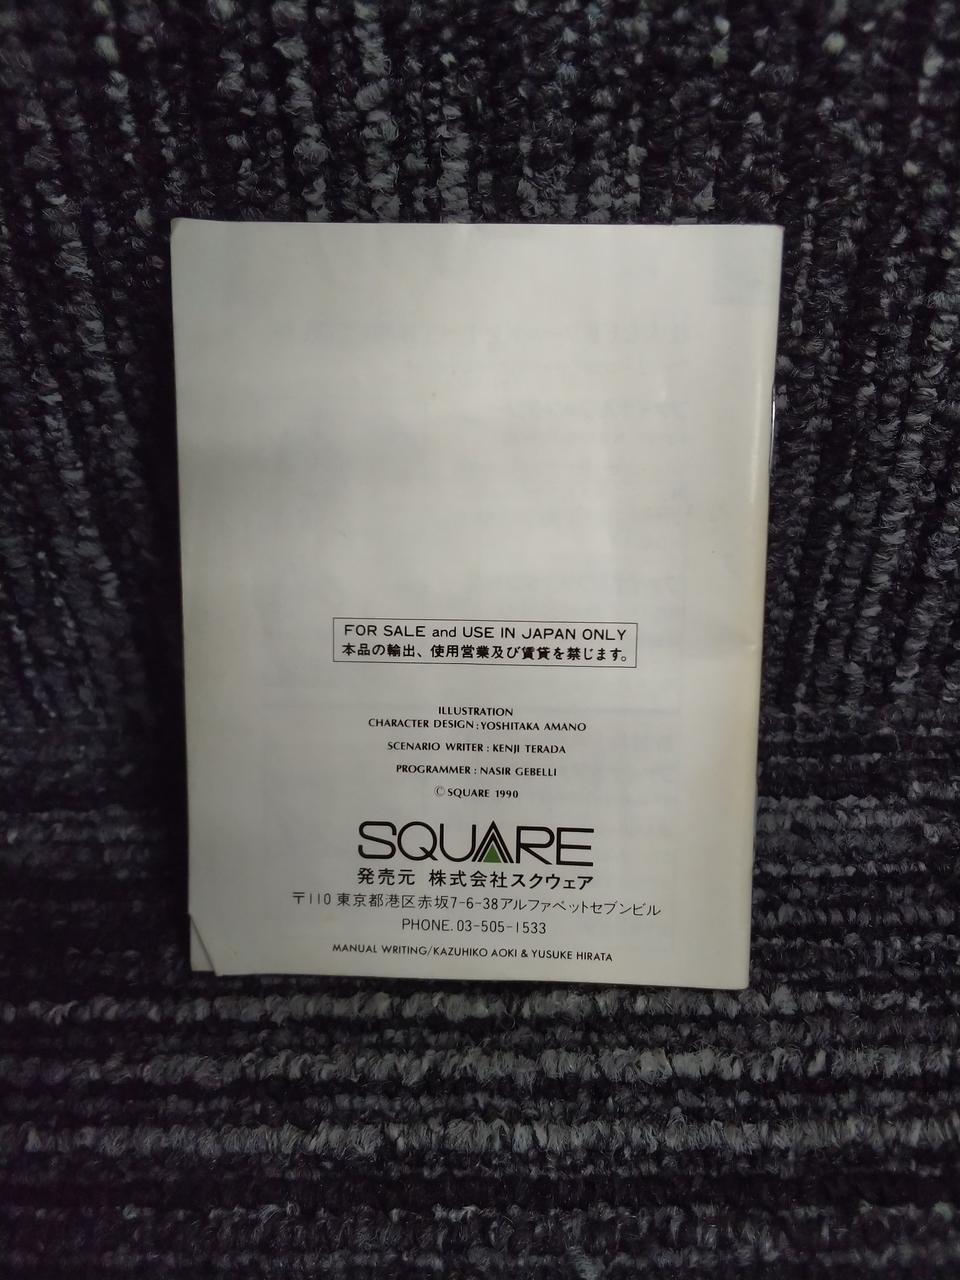 FOR SALE and USE IN JAPAN ONLY
本品の輸出、使用営業及び賃貸を禁じます。
ILLUSTRATION
CHARACTER DESIGN : YOSHITAKA AMANO
SCENARIO WRITER : KENJI TERADA
PROGRAMMER : NASIR GEBELLI
© SQUARE 1990
SQUARE
発売元 株式会社スクウェア
〒110 東京都港区赤坂7-6-38アルファベットセブンビル
PHONE. 03-505-1533
MANUAL WRITING/KAZUHIKO AOKI & YUSUKE HIRATA